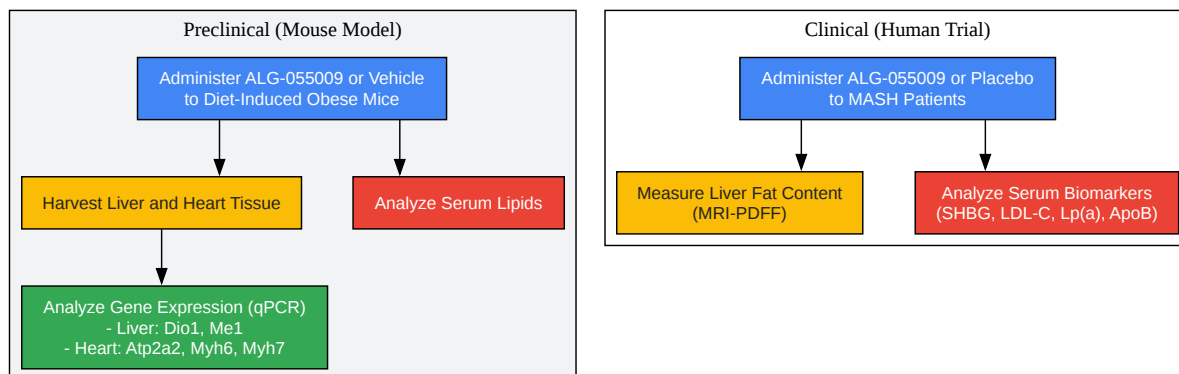 Preclinical (Mouse Model)
Administer ALG-055009 or Vehicle
to Diet-Induced Obese Mice
Harvest Liver and Heart Tissue
Analyze Serum Lipids
Analyze Gene Expression (qPCR)
- Liver: Dio1, Me1
- Heart: Atp2a2, Myh6, Myh7
Clinical (Human Trial)
Administer ALG-055009 or Placebo
to MASH Patients
Measure Liver Fat Content
(MRI-PDFF)
Analyze Serum Biomarkers
(SHBG, LDL-C, Lp(a), ApoB)